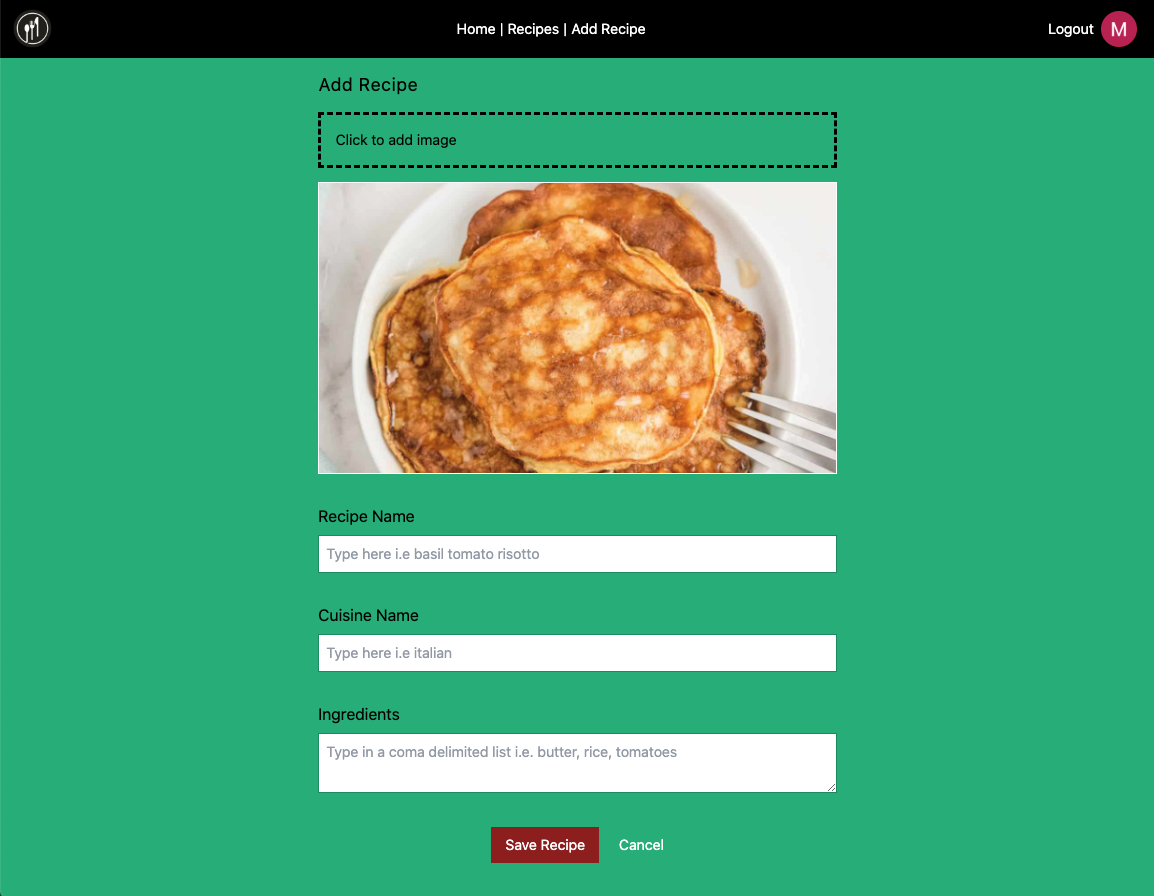 Home | Recipes | Add Recipe
Logout M
Add Recipe
Click to add image
Recipe Name
Type here i.e basil tomato risotto
Cuisine Name
Type here i.e italian
Ingredients
Type in a coma delimited list i.e. butter, rice, tomatoes
Save Recipe Cancel